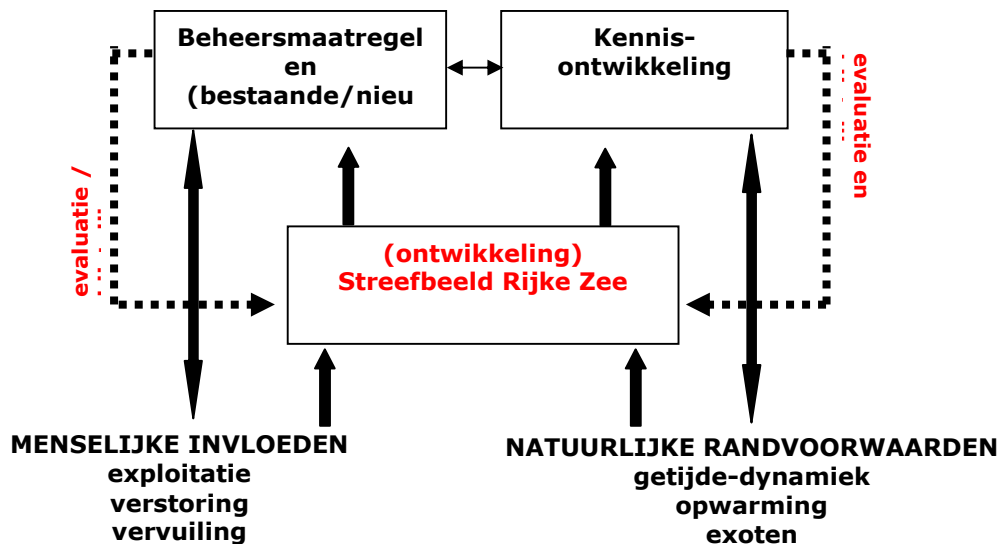 Beheersmaatregel
en
(bestaande/nieu
Kennis-
ontwikkeling
evaluatie /
evaluatie en
(ontwikkeling)
Streefbeeld Rijke Zee
MENSELIJKE INVLOEDEN
exploitatie
verstoring
vervuiling
NATUURLIJKE RANDVOORWAARDEN
getijde-dynamiek
opwarming
exoten